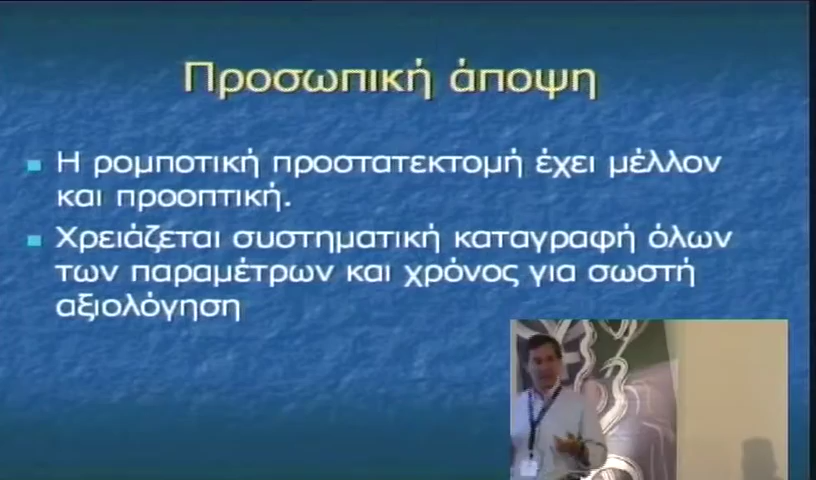 Προσωπική άποψη
Η ρομποτική προστατεκτομή έχει μέλλον
και προοπτική.
Χρειάζεται συστηματική καταγραφή όλων
των παραμέτρων και χρόνος για σωστή
αξιολόγηση